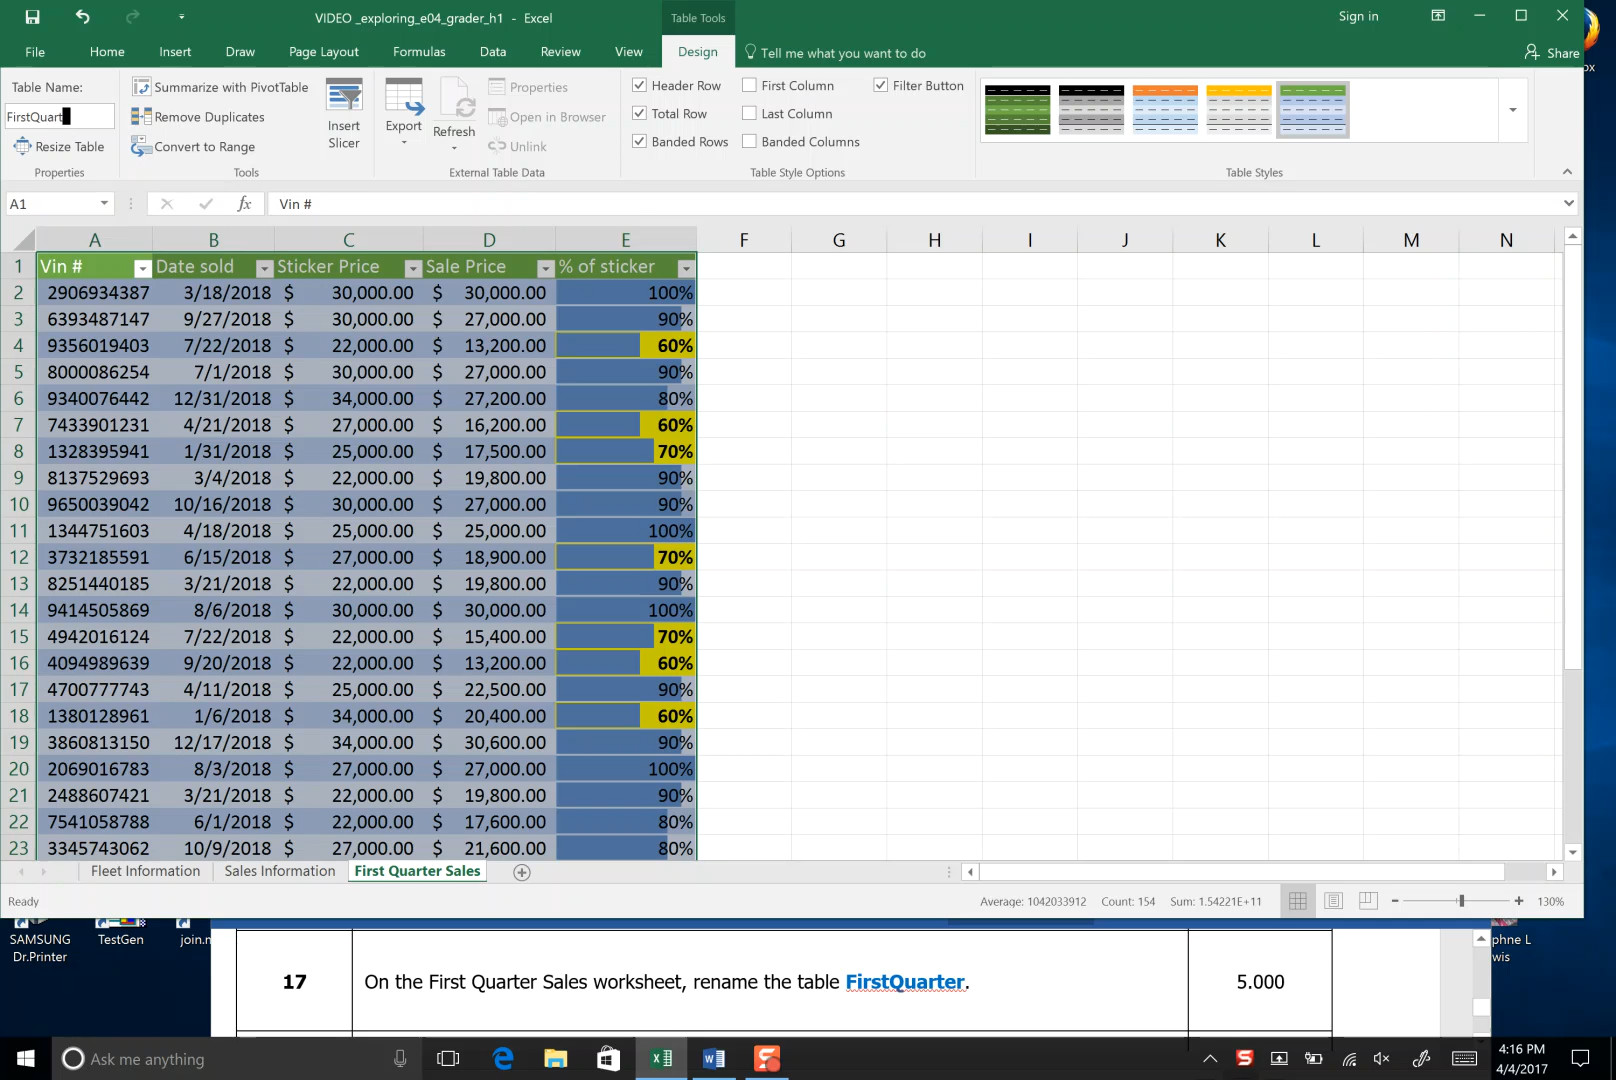 VIDEO _exploring_e04_grader_h1 - Excel
Table Tools
Sign in
File Home Insert Draw Page Layout Formulas Data Review View Design Tell me what you want to do Share
Table Name: Summarize with PivotTable Properties Header Row First Column Filter Button
FirstQuart Remove Duplicates Insert Slicer Export Refresh Open in Browser Total Row Last Column
Resize Table Convert to Range Unlink Banded Rows Banded Columns
Properties Tools External Table Data Table Style Options Table Styles
A1 fx Vin #
A B C D E F G H I J K L M N
1 Vin # Date sold Sticker Price Sale Price % of sticker
2 2906934387 3/18/2018 $ 30,000.00 $ 30,000.00 100%
3 6393487147 9/27/2018 $ 30,000.00 $ 27,000.00 90%
4 9356019403 7/22/2018 $ 22,000.00 $ 13,200.00 60%
5 8000086254 7/1/2018 $ 30,000.00 $ 27,000.00 90%
6 9340076442 12/31/2018 $ 34,000.00 $ 27,200.00 80%
7 7433901231 4/21/2018 $ 27,000.00 $ 16,200.00 60%
8 1328395941 1/31/2018 $ 25,000.00 $ 17,500.00 70%
9 8137529693 3/4/2018 $ 22,000.00 $ 19,800.00 90%
10 9650039042 10/16/2018 $ 30,000.00 $ 27,000.00 90%
11 1344751603 4/18/2018 $ 25,000.00 $ 25,000.00 100%
12 3732185591 6/15/2018 $ 27,000.00 $ 18,900.00 70%
13 8251440185 3/21/2018 $ 22,000.00 $ 19,800.00 90%
14 9414505869 8/6/2018 $ 30,000.00 $ 30,000.00 100%
15 4942016124 7/22/2018 $ 22,000.00 $ 15,400.00 70%
16 4094989639 9/20/2018 $ 22,000.00 $ 13,200.00 60%
17 4700777743 4/11/2018 $ 25,000.00 $ 22,500.00 90%
18 1380128961 1/6/2018 $ 34,000.00 $ 20,400.00 60%
19 3860813150 12/17/2018 $ 34,000.00 $ 30,600.00 90%
20 2069016783 8/3/2018 $ 27,000.00 $ 27,000.00 100%
21 2488607421 3/21/2018 $ 22,000.00 $ 19,800.00 90%
22 7541058788 6/1/2018 $ 22,000.00 $ 17,600.00 80%
23 3345743062 10/9/2018 $ 27,000.00 $ 21,600.00 80%
Fleet Information Sales Information First Quarter Sales
Ready Average: 1042033912 Count: 154 Sum: 1.54221E+11 130%
SAMSUNG Dr.Printer TestGen join.n phne L wis
17 On the First Quarter Sales worksheet, rename the table FirstQuarter. 5.000
Ask me anything
4:16 PM
4/4/2017